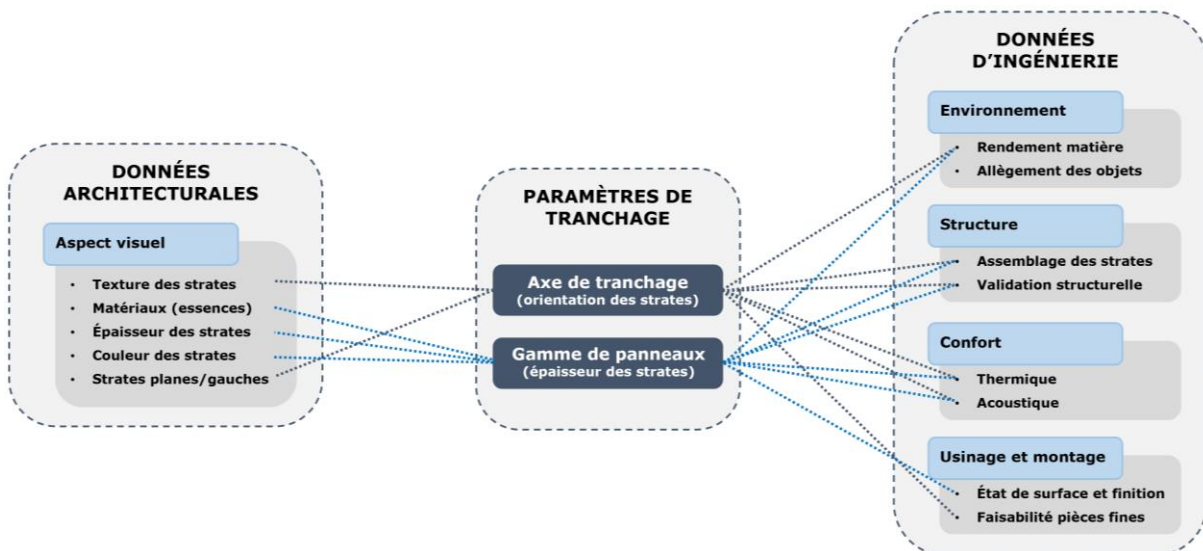 DONNÉES
ARCHITECTURALES
Aspect visuel
• Texture des strates
• Matériaux (essences)
• Épaisseur des strates
• Couleur des strates
• Strates planes/gauches
PARAMÈTRES DE
TRANCHAGE
Axe de tranchage
(orientation des strates)
Gamme de panneaux
(épaisseur des strates)
DONNÉES
D’INGÉNIERIE
Environnement
• Rendement matière
• Allègement des objets
Structure
• Assemblage des strates
• Validation structurelle
Confort
• Thermique
• Acoustique
Usinage et montage
• État de surface et finition
• Faisabilité pièces fines